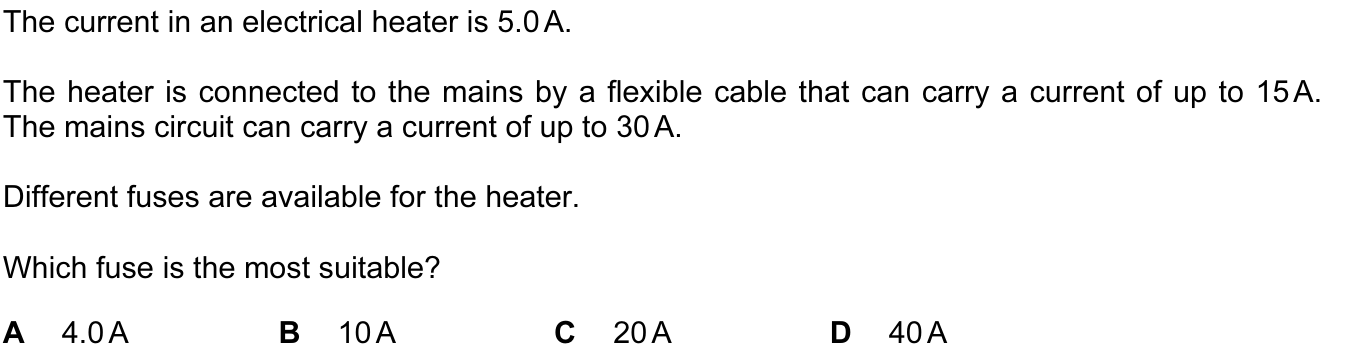 The current in an electrical heater is 5.0 A.
The heater is connected to the mains by a flexible cable that can carry a current of up to 15 A.
The mains circuit can carry a current of up to 30 A.
Different fuses are available for the heater.
Which fuse is the most suitable?
A 4.0 A B 10 A C 20 A D 40 A